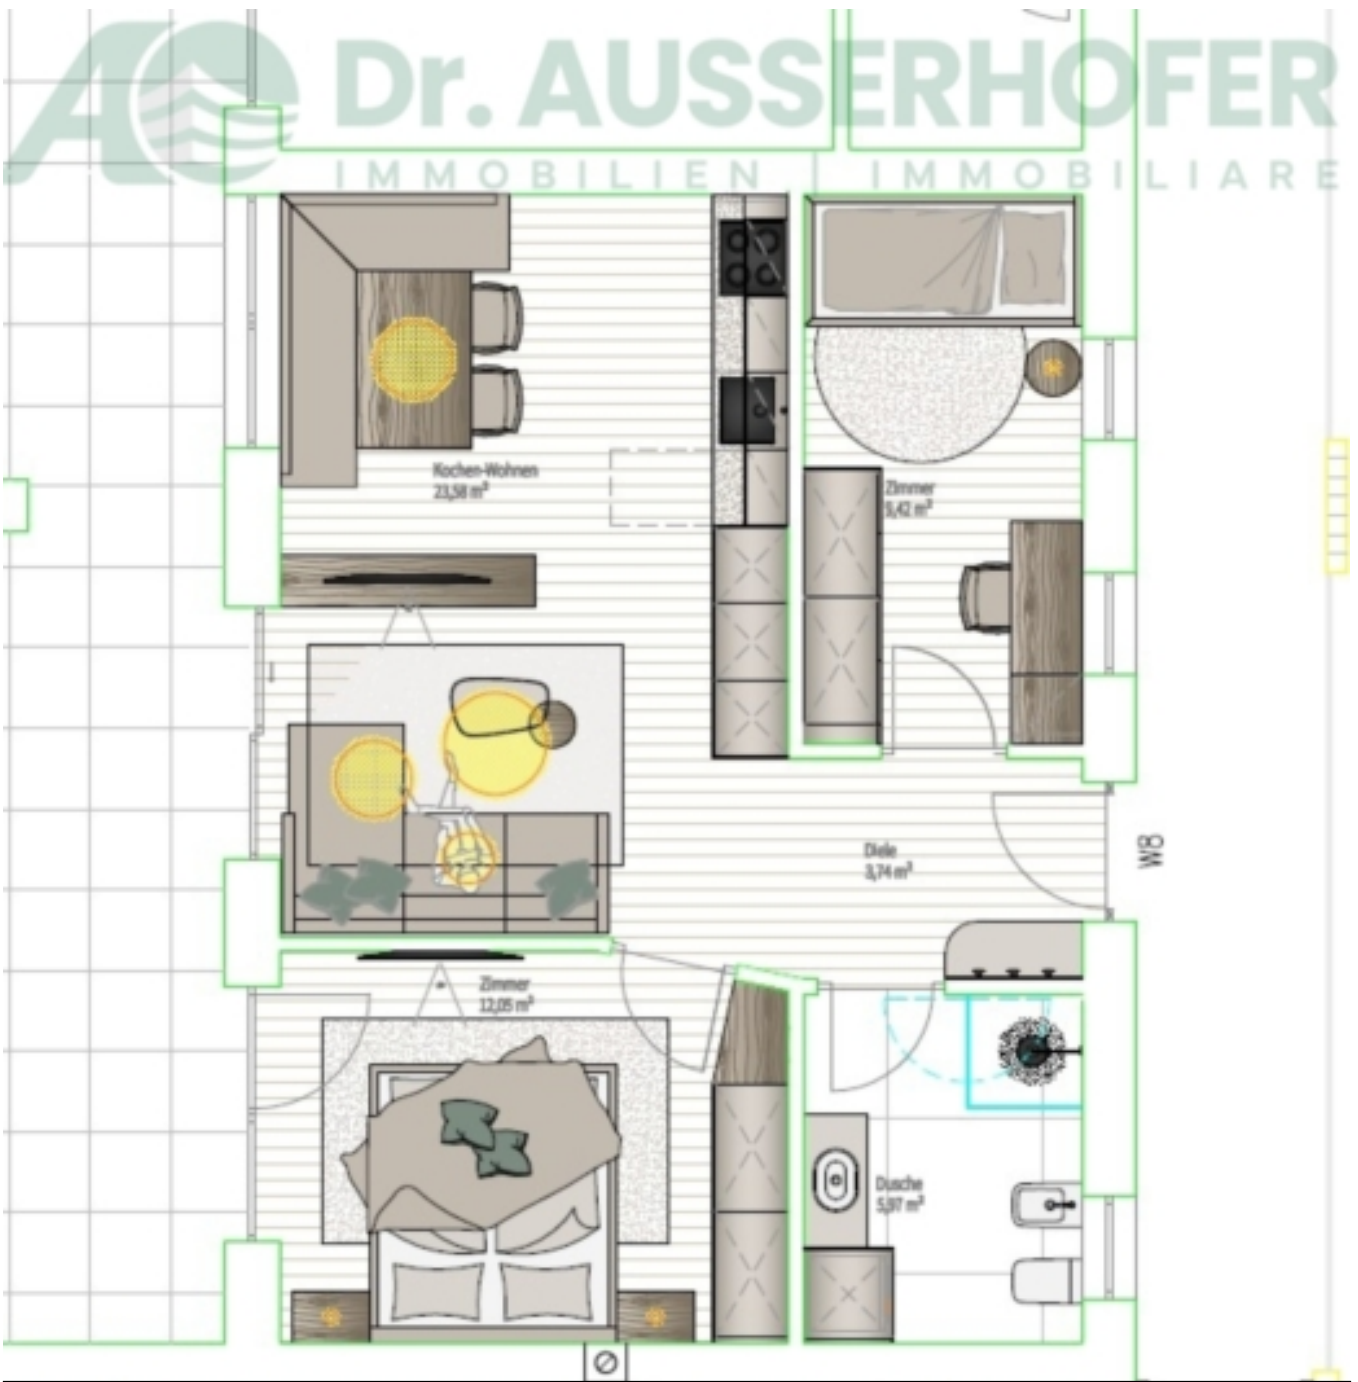 Dr. AUSSERHOFER
IMMOBILIEN | IMMOBILIARE
Kochen-Wohnen
23,58 m²
Zimmer
9,42 m²
Diele
3,74 m²
W8
Zimmer
12,05 m²
Dusche
5,97 m²